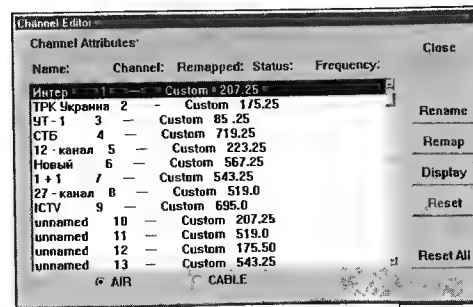 Channel Editor
Channel Attributes:
Close
Name: Channel: Remapped: Status: Frequency:
Интер 1 — Custom 207.25
ТРК Украина 2 - Custom 175.25
УТ - 1 3 — Custom 85 .25
Rename
СТБ 4 — Custom 719.25
12 - канал 5 — Custom 223.25
Remap
Новый 6 — Custom 567.25
1 + 1 7 — Custom 543.25
Display
27 - канал 8 — Custom 519.0
ICTV 9 — Custom 695.0
Reset
unnamed 10 — Custom 207.25
unnamed 11 — Custom 519.0
unnamed 12 — Custom 175.50
unnamed 13 — Custom 543.25
Reset All
AIR CABLE